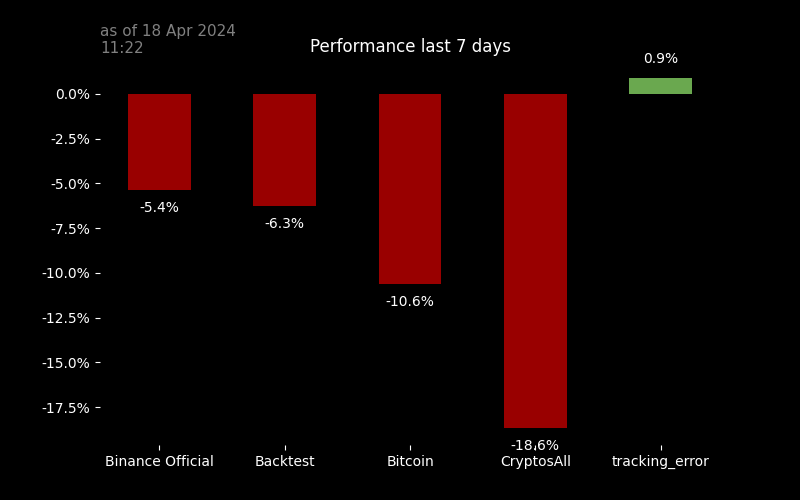 as of 18 Apr 2024
11:22
Performance last 7 days
0.9%
0.0%
-2.5%
-5.0%
-7.5%
-10.0%
-12.5%
-15.0%
-17.5%
-5.4%
-6.3%
-10.6%
-18.6%
Binance Official
Backtest
Bitcoin
CryptosAll
tracking_error